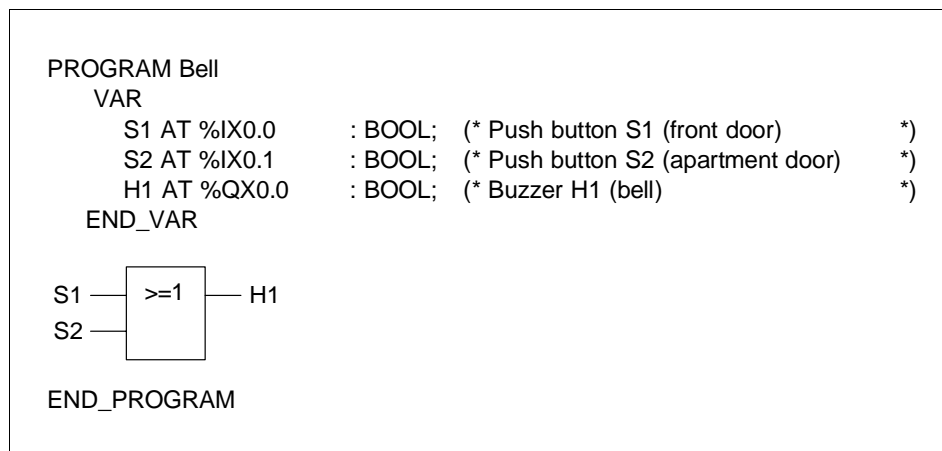 PROGRAM Bell
VAR
S1 AT %IX0.0 : BOOL; (* Push button S1 (front door) *)
S2 AT %IX0.1 : BOOL; (* Push button S2 (apartment door) *)
H1 AT %QX0.0 : BOOL; (* Buzzer H1 (bell) *)
END_VAR
S1 >=1 H1
S2
END_PROGRAM